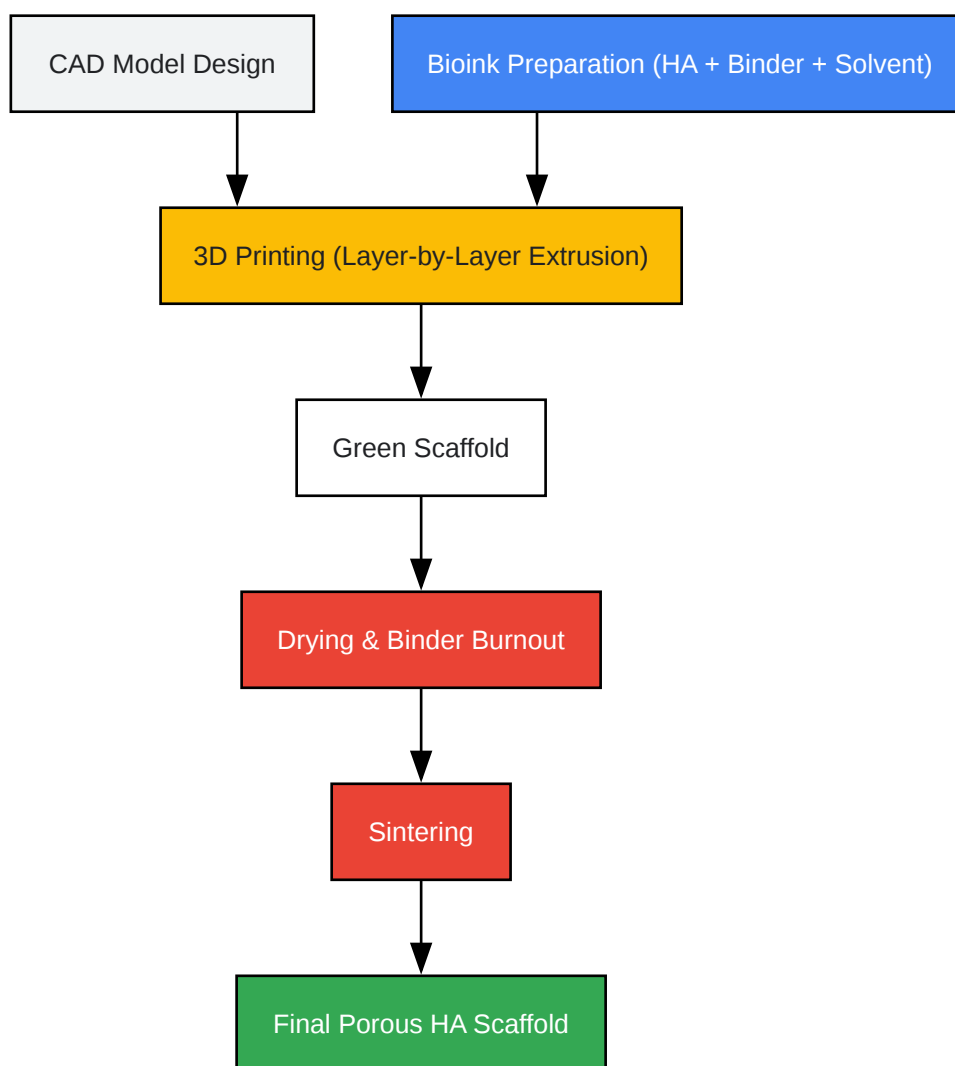 CAD Model Design
Bioink Preparation (HA + Binder + Solvent)
3D Printing (Layer-by-Layer Extrusion)
Green Scaffold
Drying & Binder Burnout
Sintering
Final Porous HA Scaffold